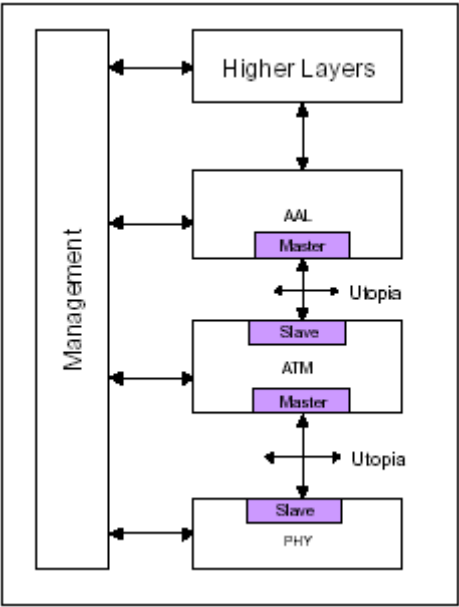 Higher Layers
Management
AAL
Master
Utopia
Slave
ATM
Master
Utopia
Slave
PHY